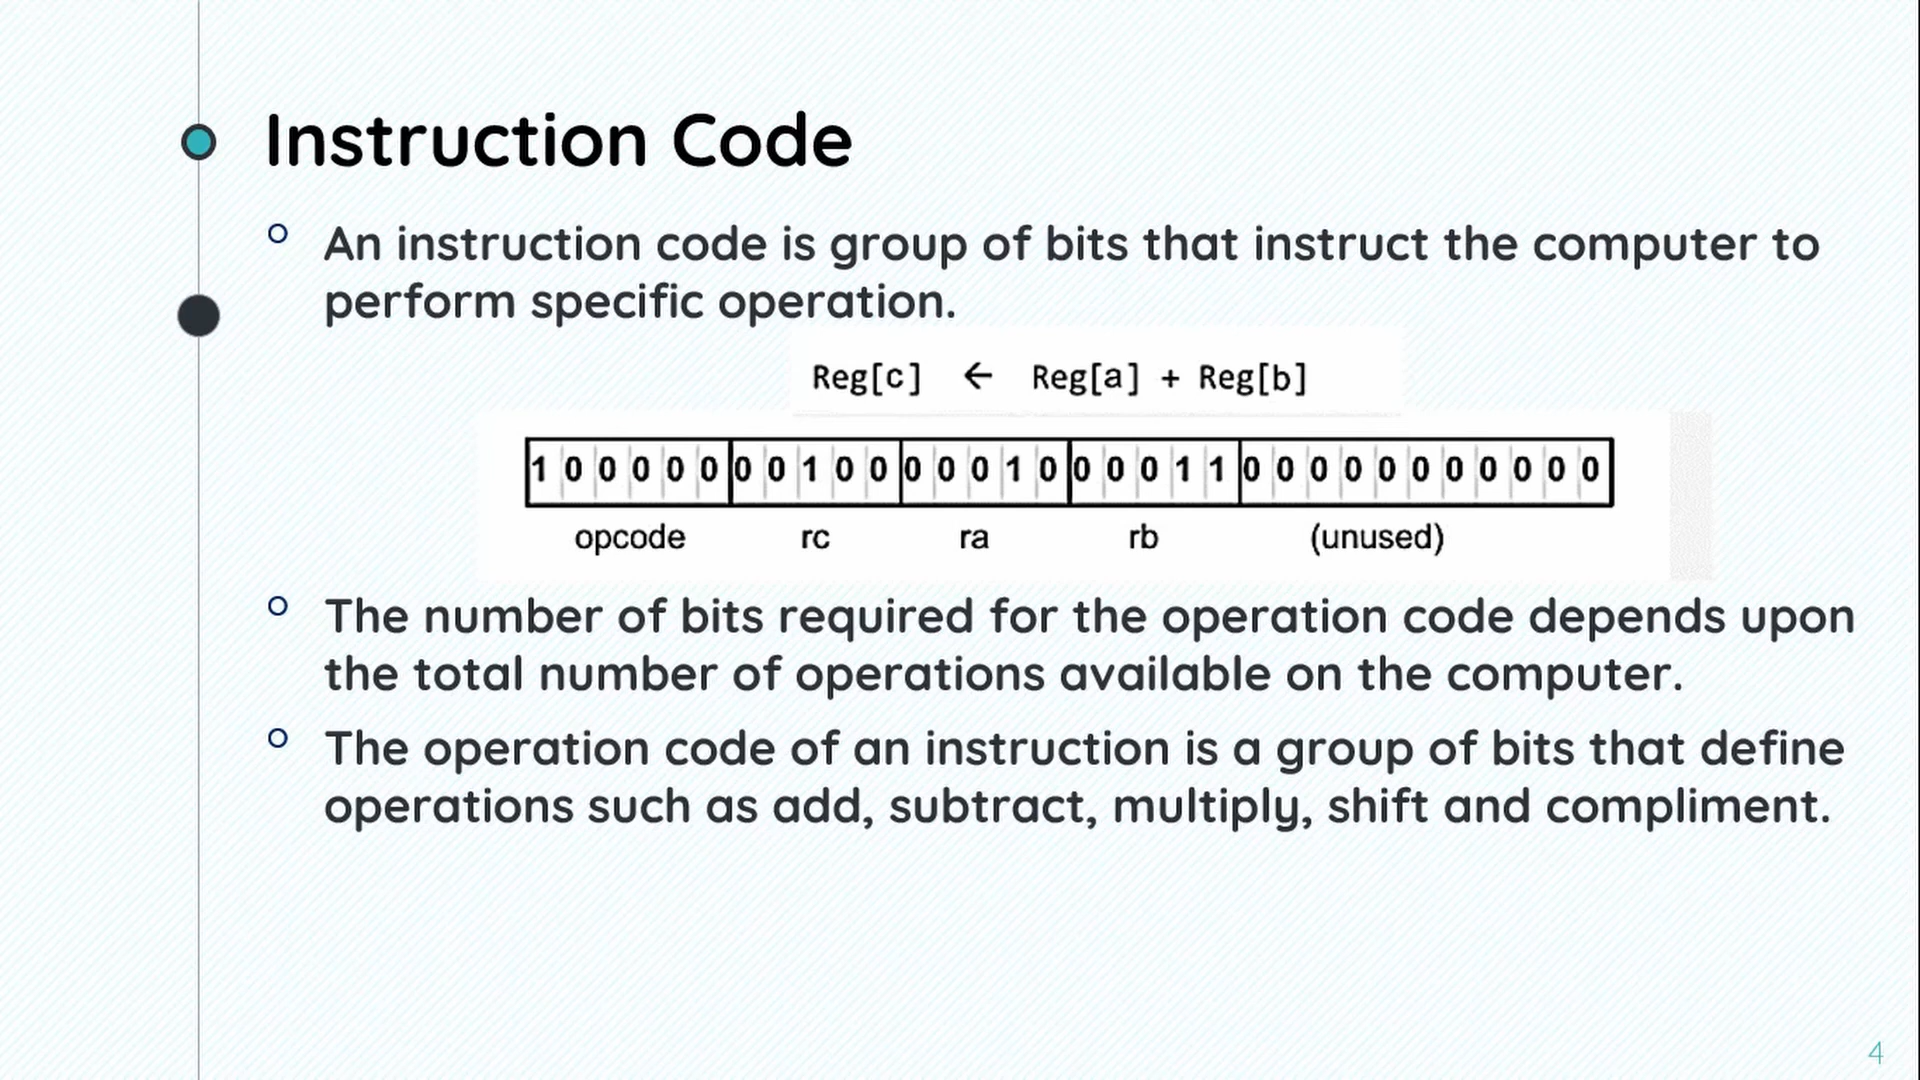 Instruction Code
An instruction code is group of bits that instruct the computer to
perform specific operation.
Reg[c] ← Reg[a] + Reg[b]
1 0 0 0 0 0 0 0 1 0 0 0 0 0 1 0 0 0 0 1 1 0 0 0 0 0 0 0 0 0 0 0
opcode rc ra rb (unused)
The number of bits required for the operation code depends upon
the total number of operations available on the computer.
The operation code of an instruction is a group of bits that define
operations such as add, subtract, multiply, shift and compliment.
4